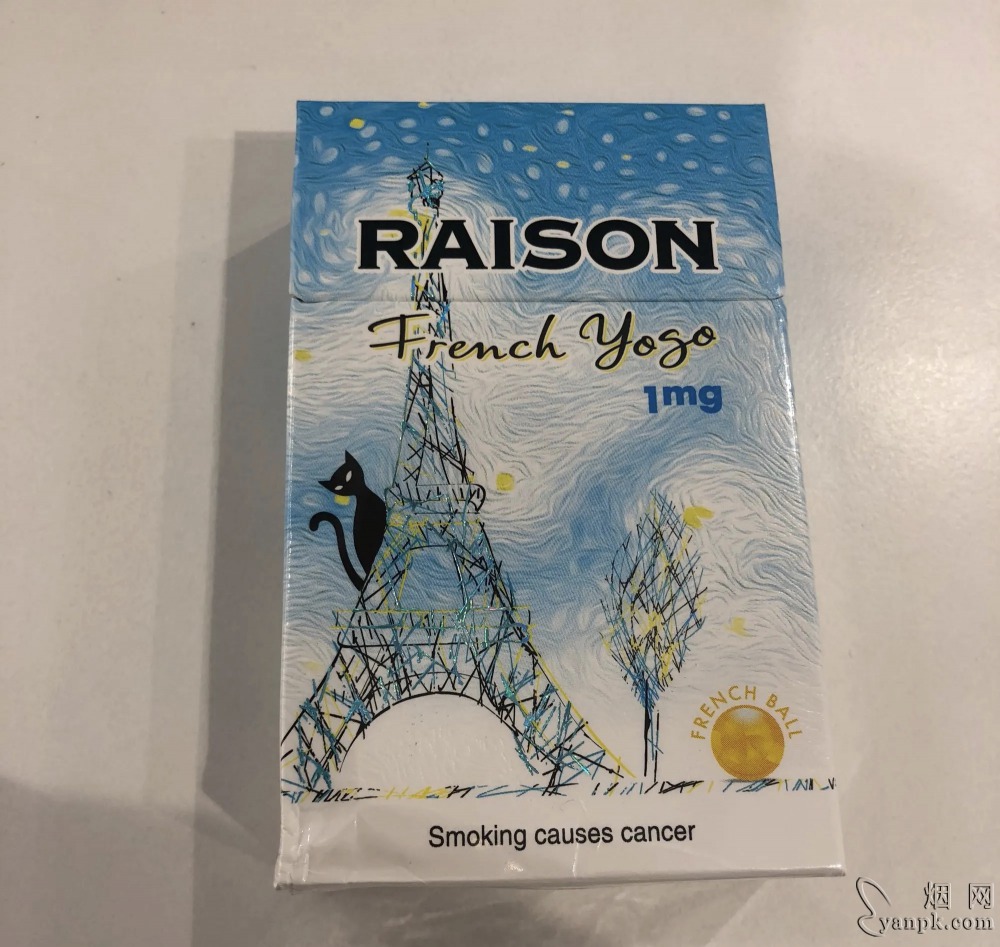 RAISON
French Yogo
1mg
FRENCH BALL
Smoking causes cancer
烟网
yanpk.com